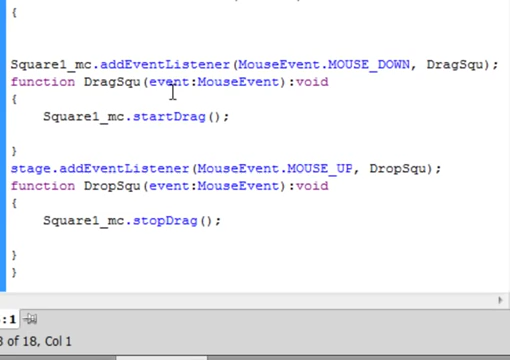 {
Square1_mc.addEventListener(MouseEvent.MOUSE_DOWN, DragSqu);
function DragSqu(event:MouseEvent):void
{
Square1_mc.startDrag();
}
stage.addEventListener(MouseEvent.MOUSE_UP, DropSqu);
function DropSqu(event:MouseEvent):void
{
Square1_mc.stopDrag();
}
}
:1
of 18, Col 1